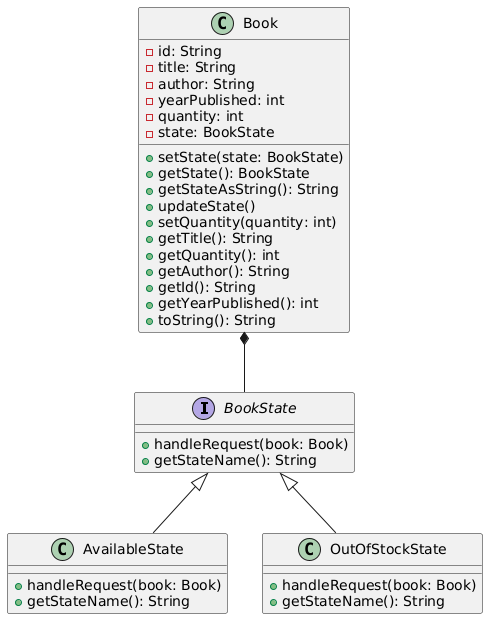 C Book
id: String
title: String
author: String
yearPublished: int
quantity: int
state: BookState
setState(state: BookState)
getState(): BookState
getStateAsString(): String
updateState()
setQuantity(quantity: int)
getTitle(): String
getQuantity(): int
getAuthor(): String
getId(): String
getYearPublished(): int
toString(): String
I BookState
handleRequest(book: Book)
getStateName(): String
C AvailableState
handleRequest(book: Book)
getStateName(): String
C OutOfStockState
handleRequest(book: Book)
getStateName(): String